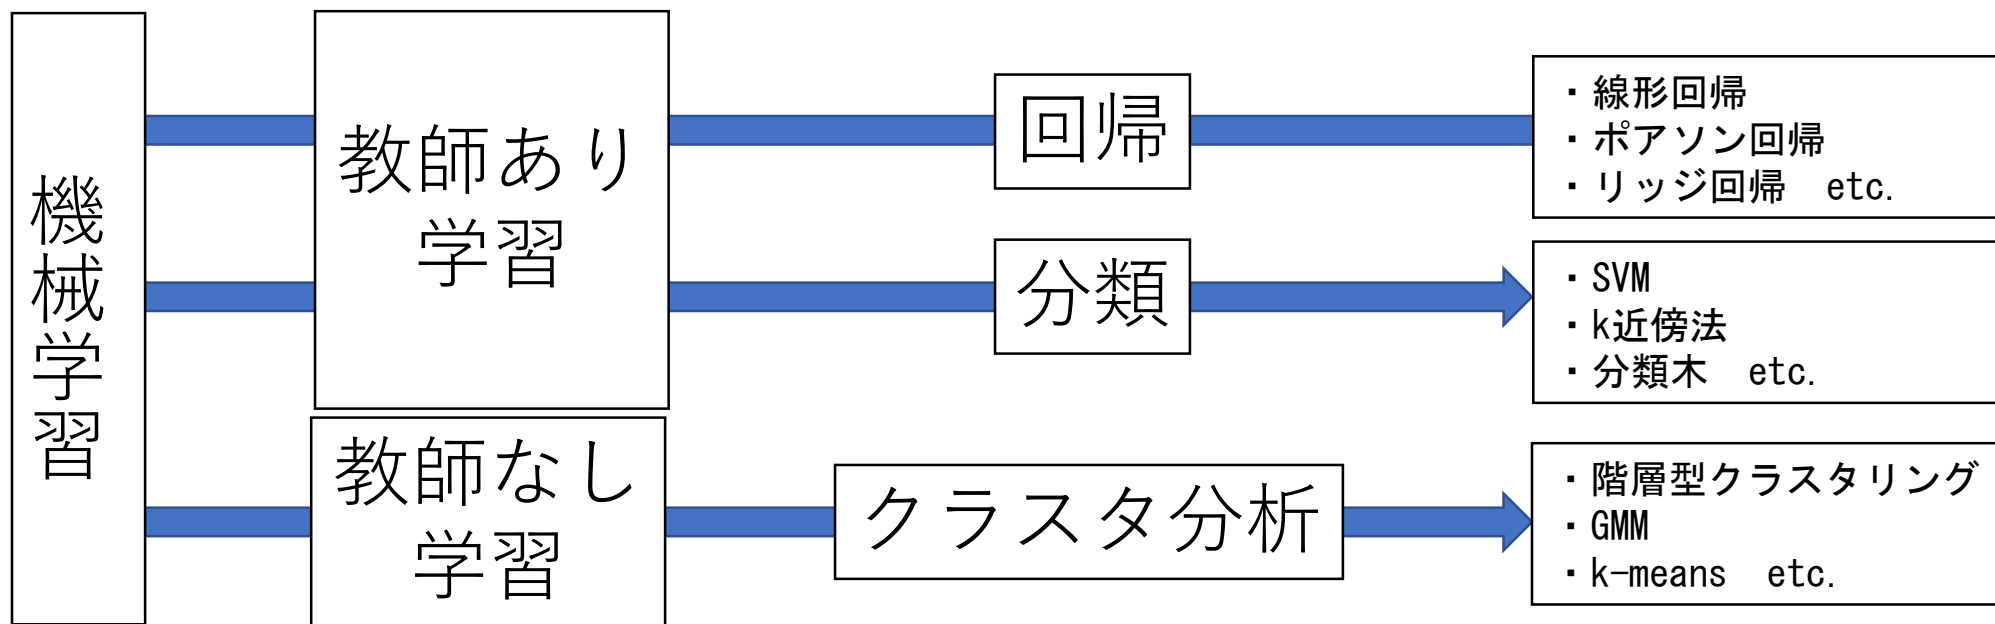 機械学習
教師あり
学習
回帰
・線形回帰
・ポアソン回帰
・リッジ回帰　etc.
分類
・SVM
・k近傍法
・分類木　etc.
教師なし
学習
クラスタ分析
・階層型クラスタリング
・GMM
・k-means　etc.